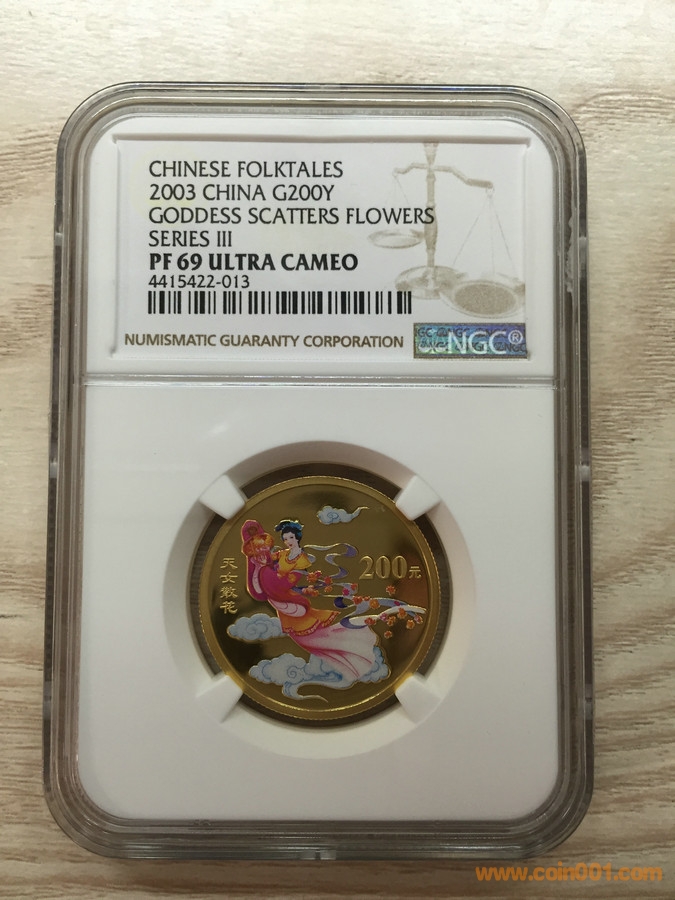 CHINESE FOLKTALES
2003 CHINA G200Y
GODDESS SCATTERS FLOWERS
SERIES III
PF 69 ULTRA CAMEO
4415422-013
NUMISMATIC GUARANTY CORPORATION
NGC®
天女散花
200元
www.coin001.com